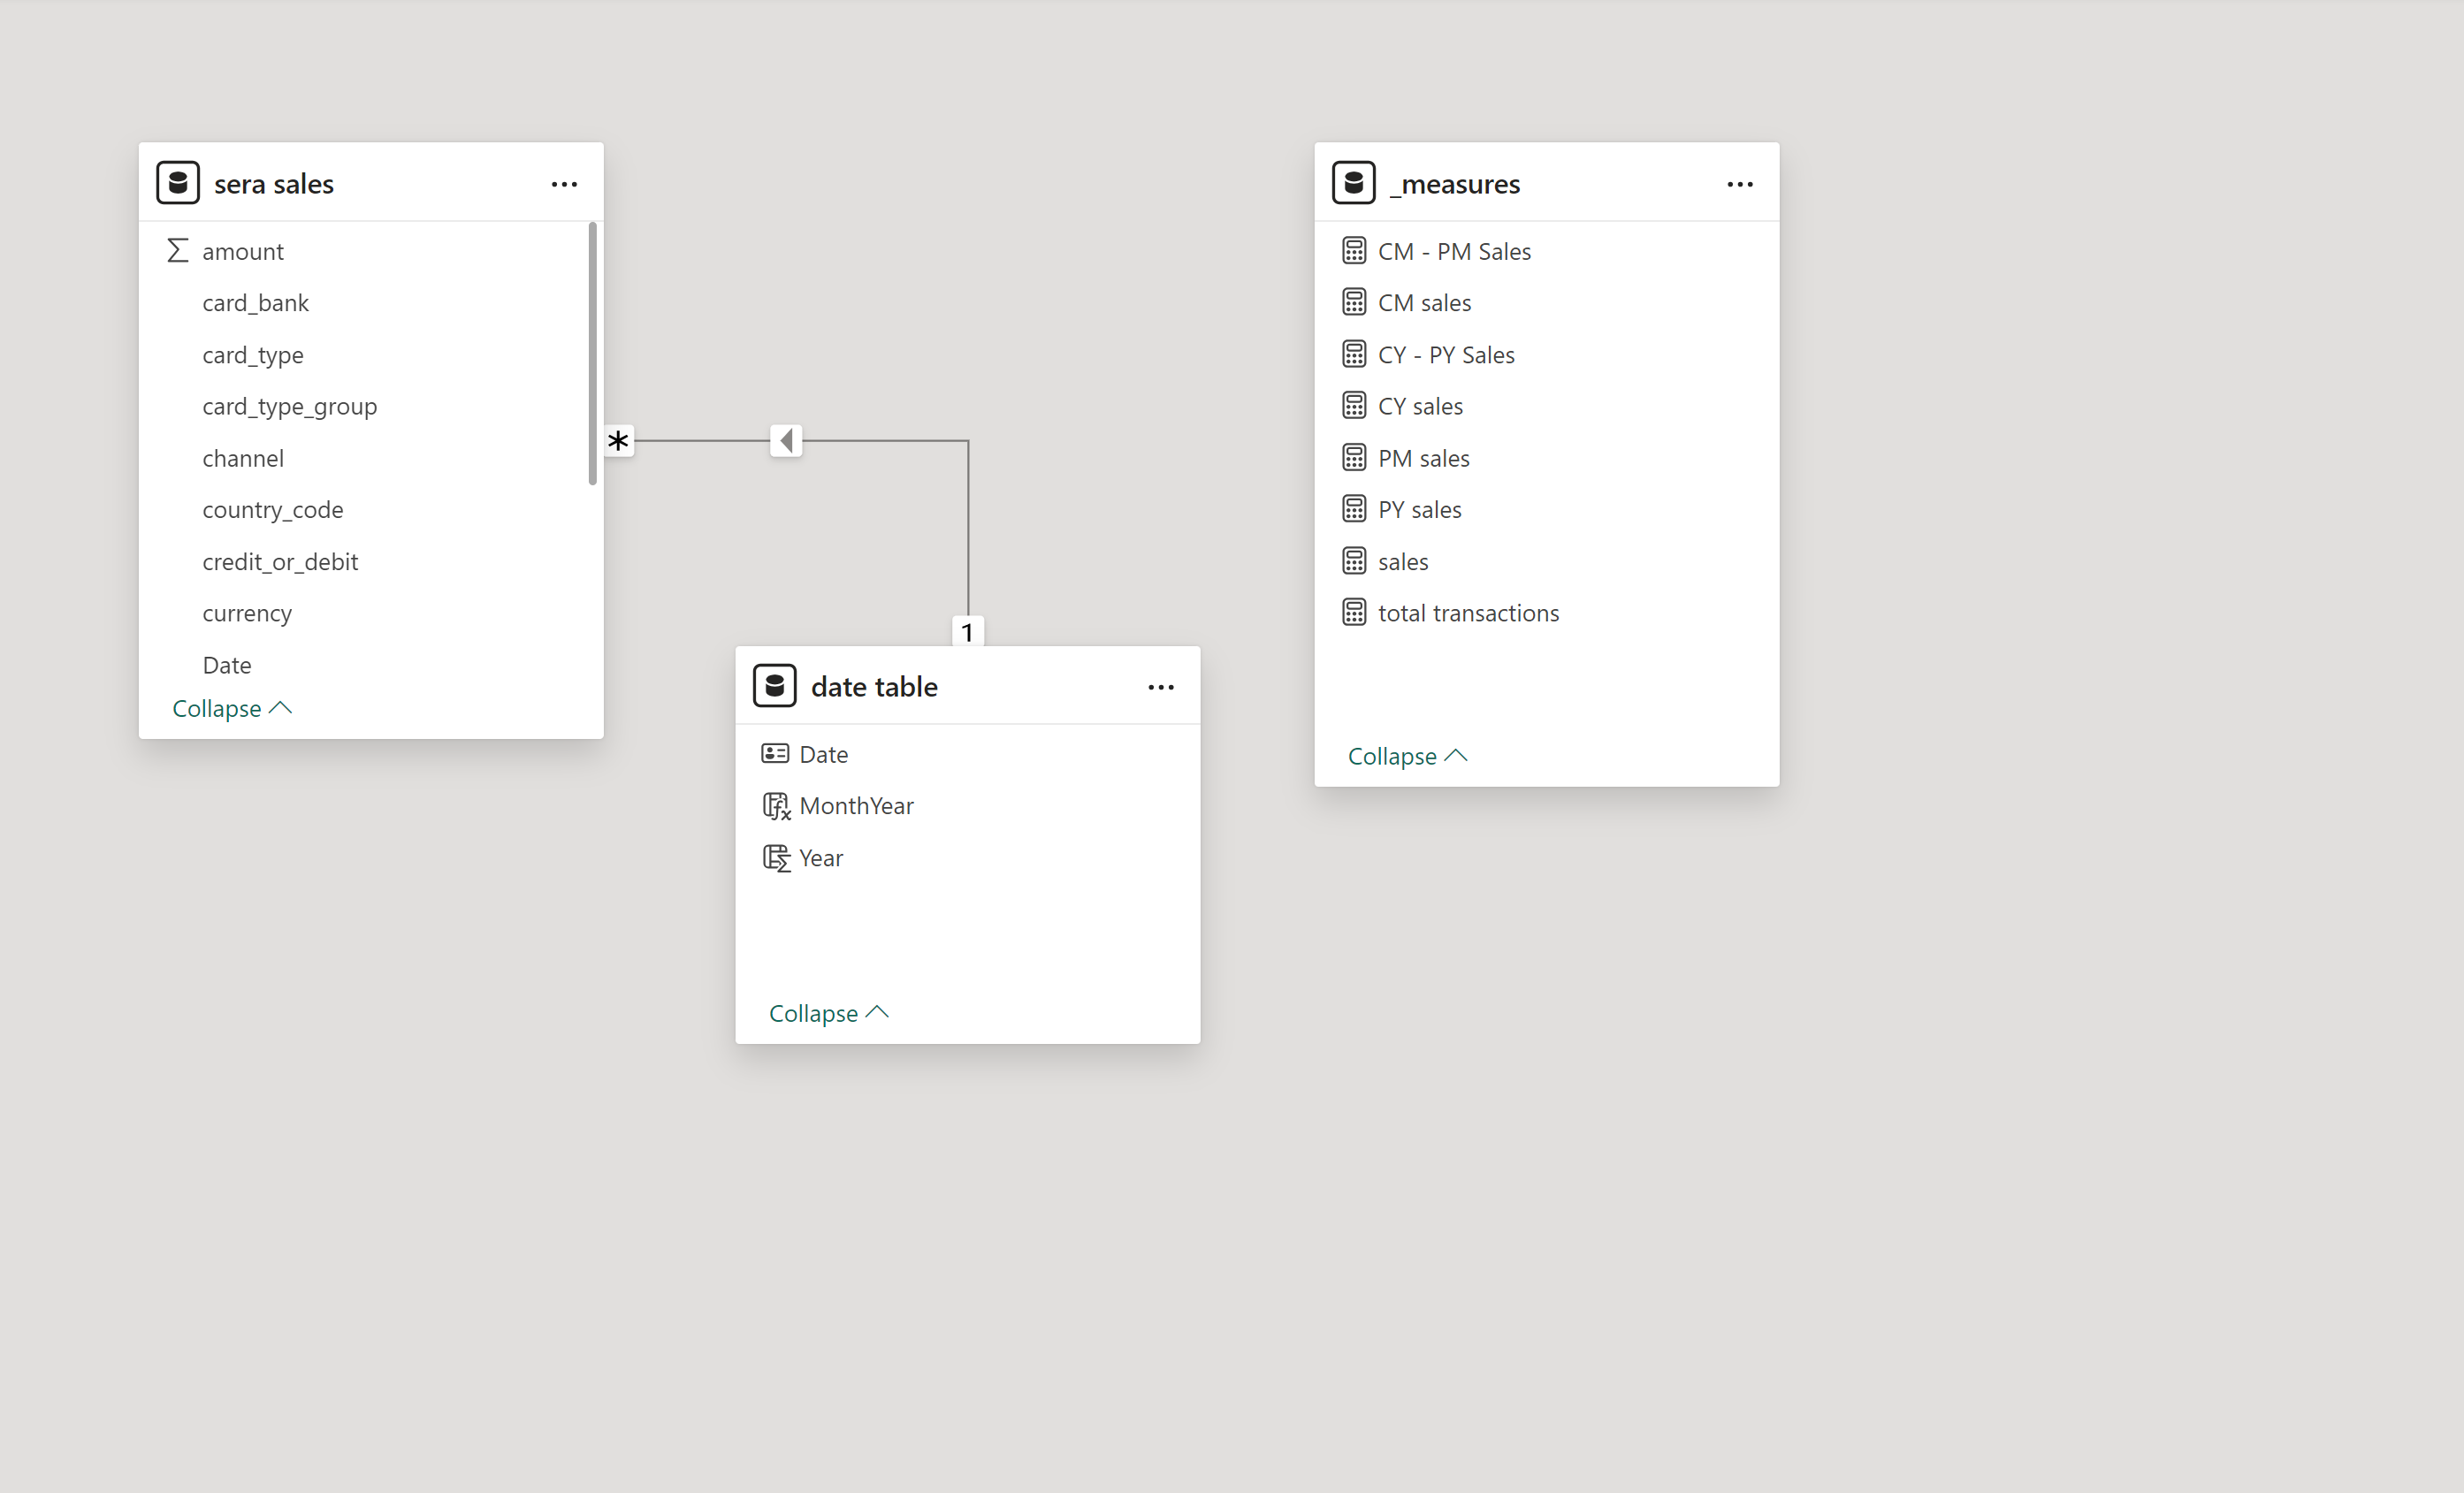 sera sales
amount
card_bank
card_type
card_type_group
channel
country_code
credit_or_debit
currency
Date
Collapse
*
1
date table
Date
MonthYear
Year
Collapse
_measures
CM - PM Sales
CM sales
CY - PY Sales
CY sales
PM sales
PY sales
sales
total transactions
Collapse